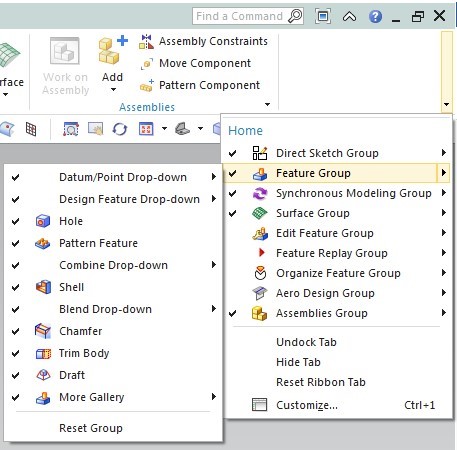 Find a Command
rface
Work on
Assembly
Add
Assembly Constraints
Move Component
Pattern Component
Assemblies
Home
Direct Sketch Group
Feature Group
Synchronous Modeling Group
Surface Group
Edit Feature Group
Feature Replay Group
Organize Feature Group
Aero Design Group
Assemblies Group
Undock Tab
Hide Tab
Reset Ribbon Tab
Customize... Ctrl+1
Datum/Point Drop-down
Design Feature Drop-down
Hole
Pattern Feature
Combine Drop-down
Shell
Blend Drop-down
Chamfer
Trim Body
Draft
More Gallery
Reset Group